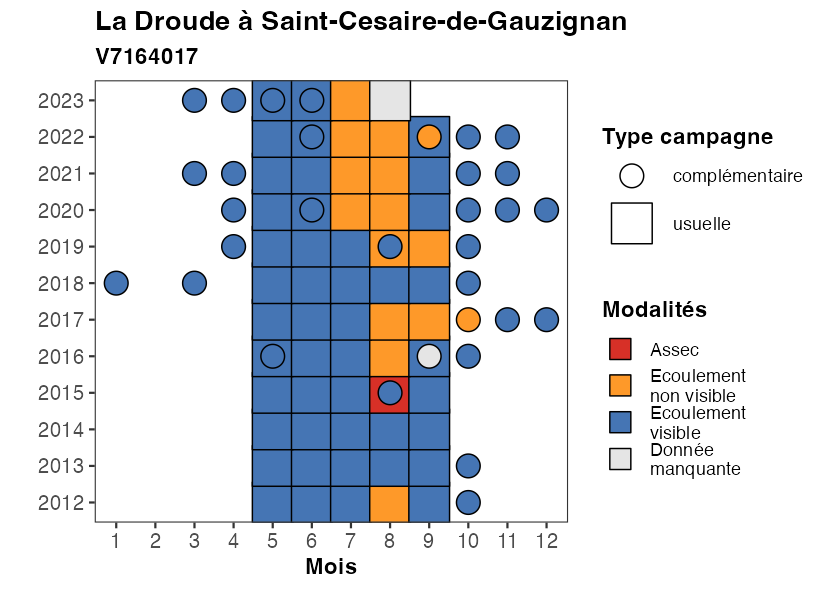 La Droude à Saint-Cesaire-de-Gauzignan
V7164017
2023
2022
2021
2020
2019
2018
2017
2016
2015
2014
2013
2012
1 2 3 4 5 6 7 8 9 10 11 12
Mois
Type campagne
complémentaire
usuelle
Modalités
Assec
Ecoulement
non visible
Ecoulement
visible
Donnée
manquante